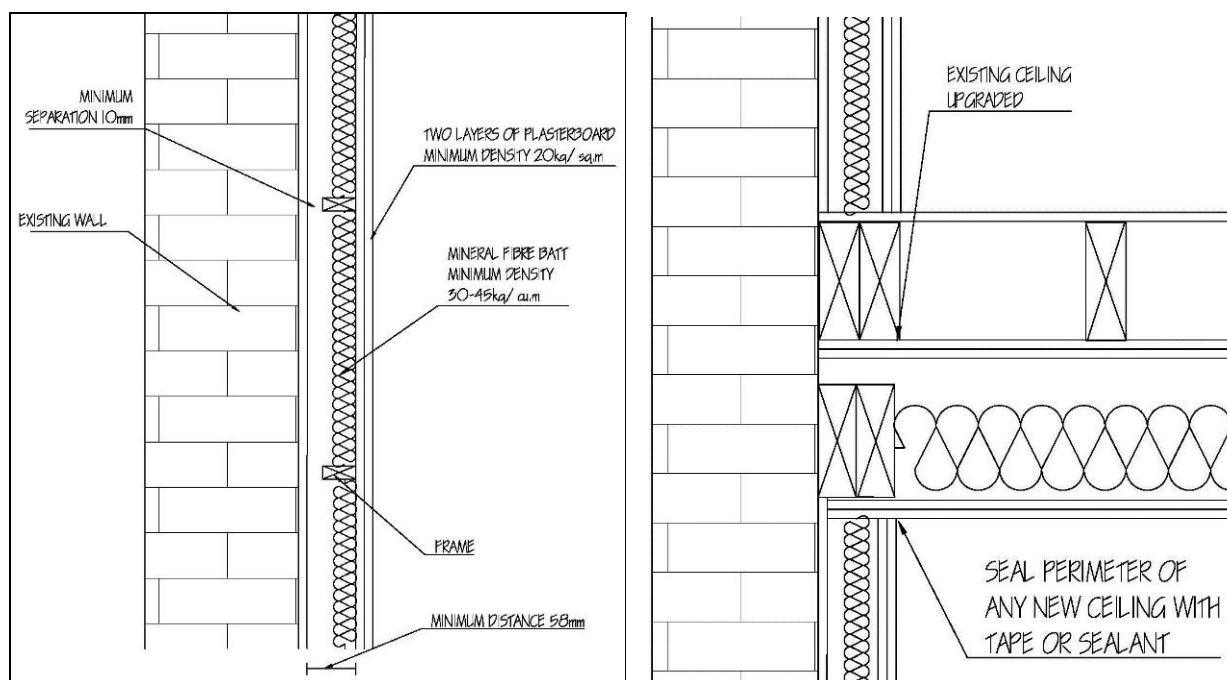 MINIMUM
SEPARATION 10mm
TWO LAYERS OF PLASTERBOARD
MINIMUM DENSITY 20kg/ sq.m
EXISTING WALL
MINERAL FIBRE BATT
MINIMUM DENSITY
30-45kg/ cu.m
FRAME
MINIMUM DISTANCE 58mm
EXISTING CEILING
UPGRADED
SEAL PERIMETER OF
ANY NEW CEILING WITH
TAPE OR SEALANT